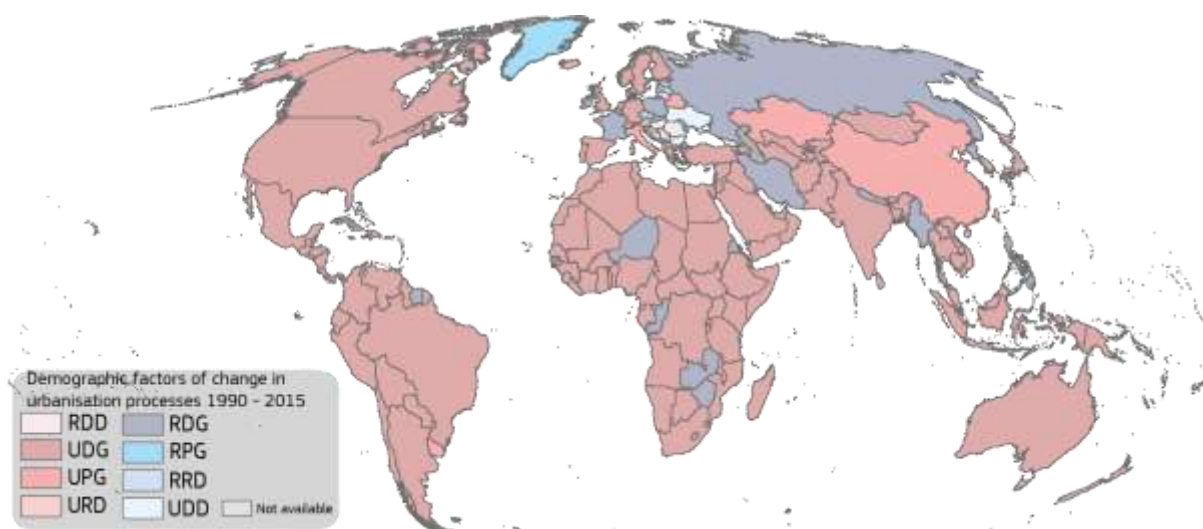 Demographic factors of change in
urbanisation processes 1990 - 2015
RDD RDG
UDG RPG
UPG RRD
URD UDD Not available